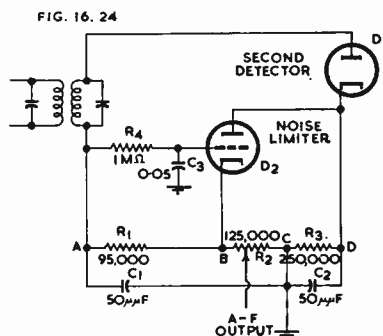 FIG. 16.24
D
SECOND
DETECTOR
NOISE
LIMITER
R4
1MΩ
C3
0·05
D2
A
R1
95,000
B
125,000
C
R2
R3
250,000
D
C1
50μμF
C2
50μμF
A-F
OUTPUT